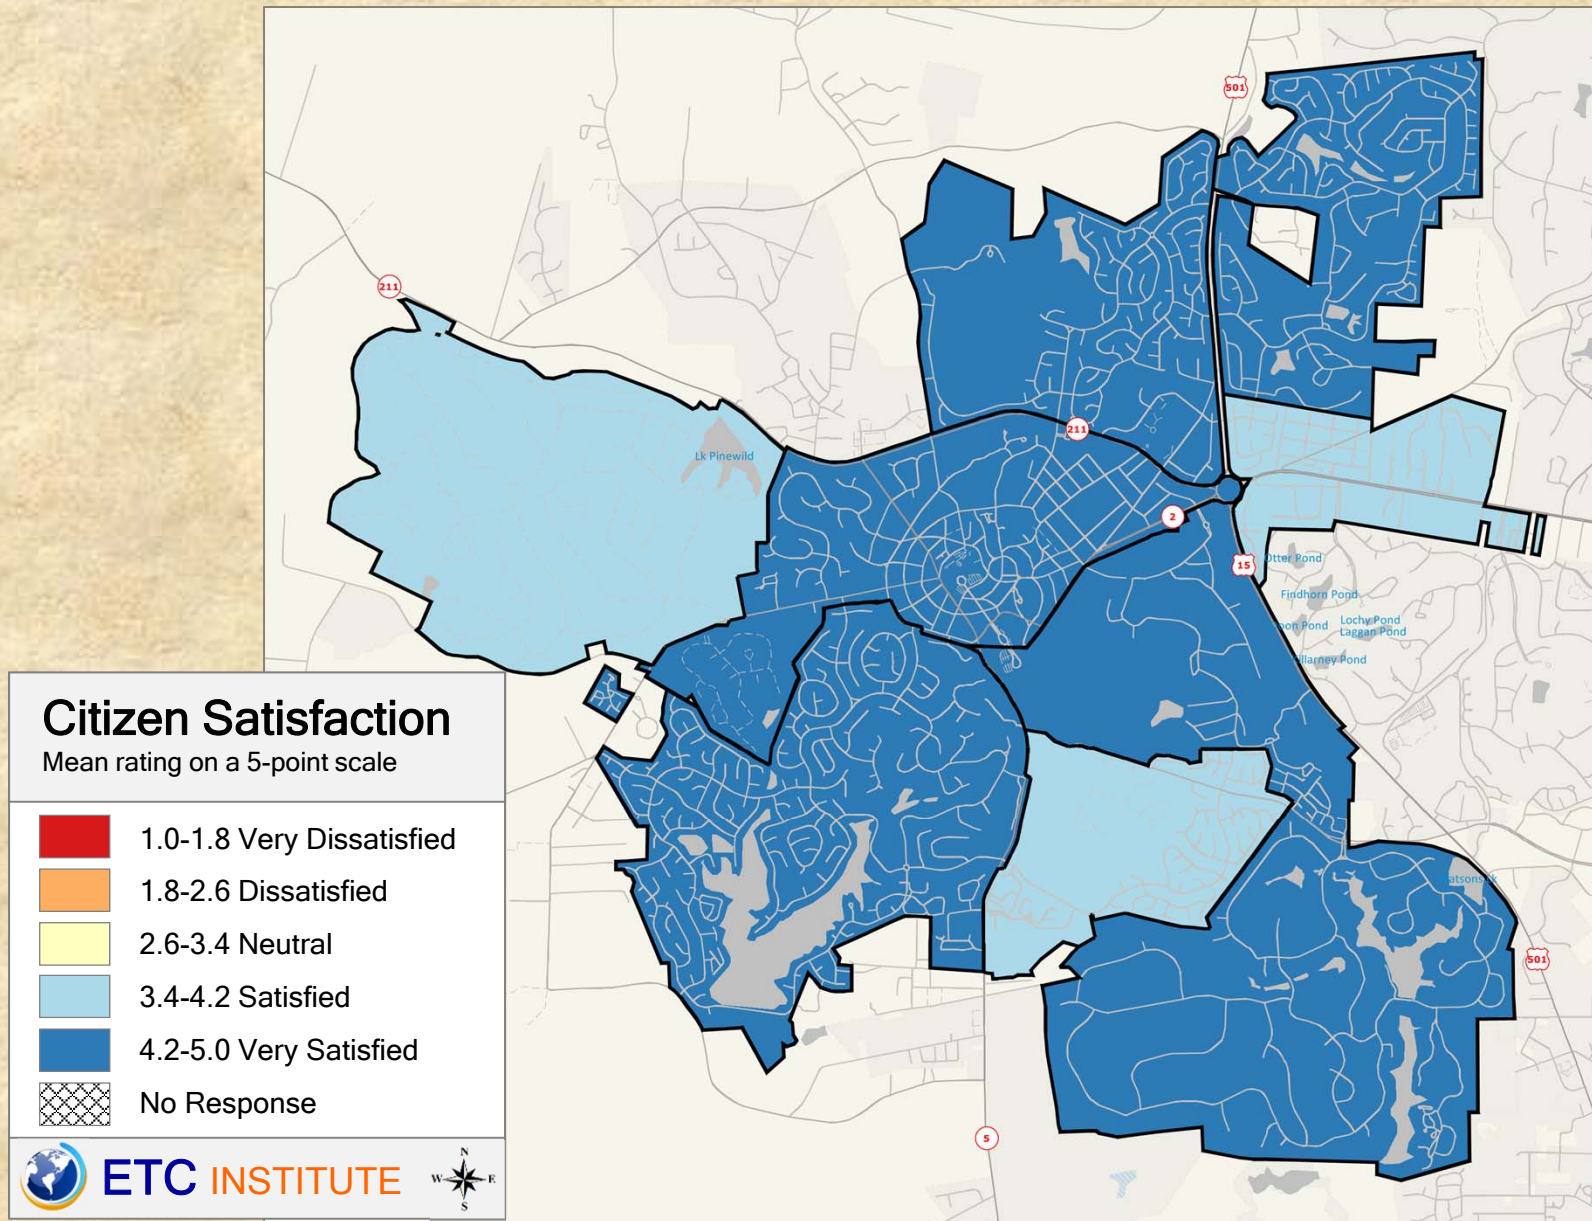 501
211
211
Lk Pinewild
2
15
Otter Pond
Findhorn Pond
Lochy Pond
Pond
Laggan Pond
Pond
Citizen Satisfaction
Mean rating on a 5-point scale
1.0-1.8 Very Dissatisfied
1.8-2.6 Dissatisfied
2.6-3.4 Neutral
3.4-4.2 Satisfied
4.2-5.0 Very Satisfied
No Response
501
5
ETC INSTITUTE
N
W E
S